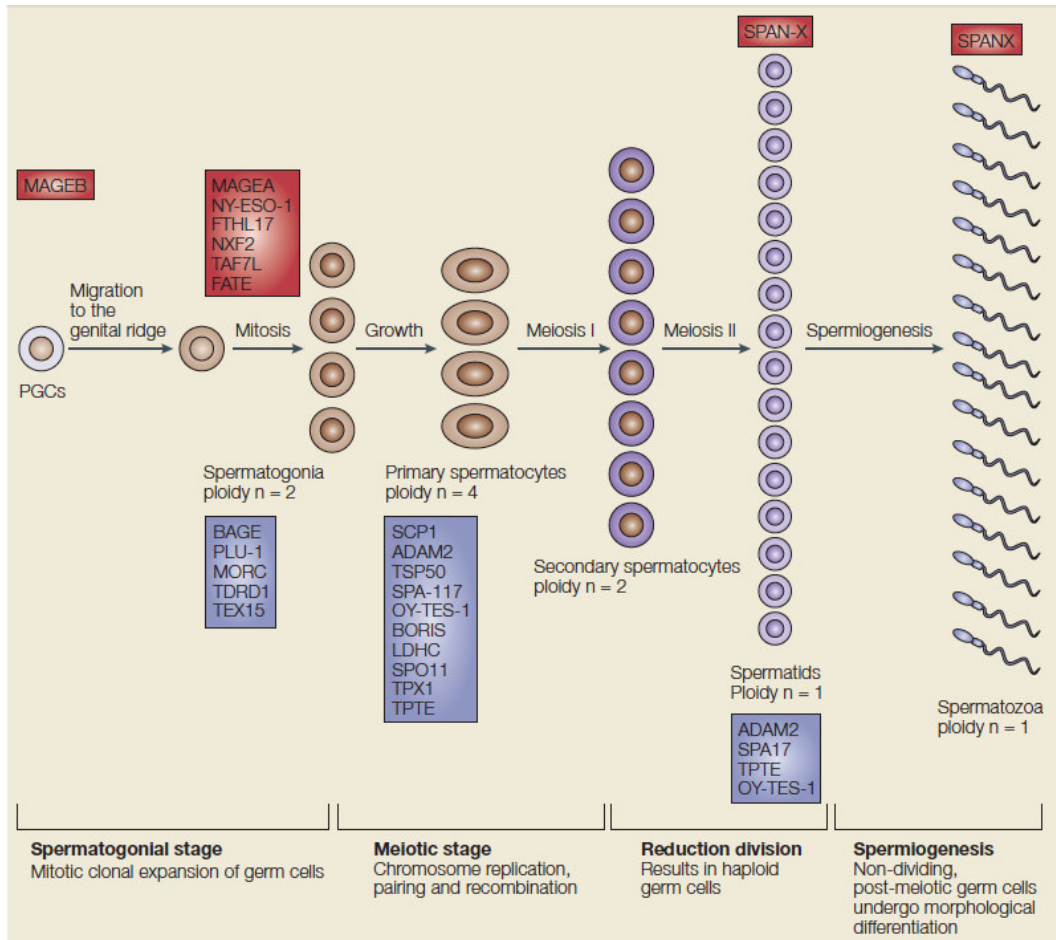 SPAN-X
SPANX
MAGEB
MAGEA
NY-ESO-1
FTHL17
NXF2
TAF7L
FATE
Migration
to the
genital ridge
Mitosis
Growth
Meiosis I
Meiosis II
Spermiogenesis
PGCs
Spermatogonia
ploidy n = 2
Primary spermatocytes
ploidy n = 4
BAGE
PLU-1
MORC
TDRD1
TEX15
SCP1
ADAM2
TSP50
SPA-117
OY-TES-1
BORIS
LDHC
SPO11
TPX1
TPTE
Secondary spermatocytes
ploidy n = 2
Spermatids
Ploidy n = 1
ADAM2
SPA17
TPTE
OY-TES-1
Spermatozoa
ploidy n = 1
Spermatogonial stage
Mitotic clonal expansion of germ cells
Meiotic stage
Chromosome replication,
pairing and recombination
Reduction division
Results in haploid
germ cells
Spermiogenesis
Non-dividing,
post-meiotic germ cells
undergo morphological
differentiation